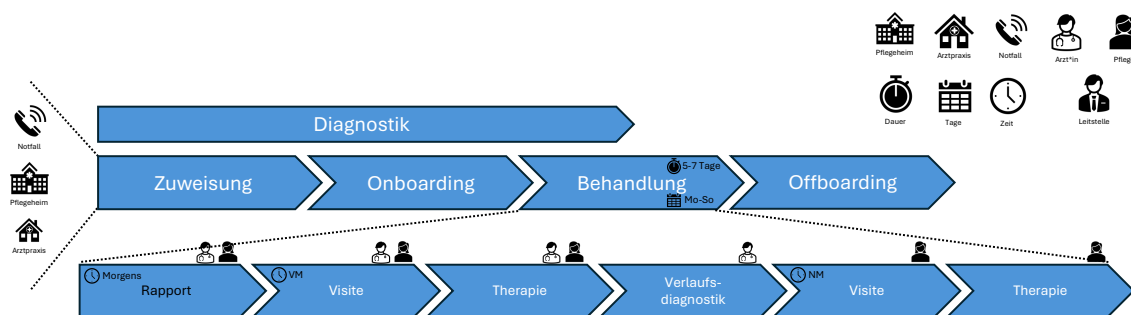 Pflegeheim
Arztpraxis
Notfall
Arzt*in
Pfleg
Dauer
Tage
Zeit
Leitstelle
Notfall
Pflegeheim
Arztpraxis
Diagnostik
Zuweisung
Onboarding
Behandlung
5-7 Tage
Mo-So
Offboarding
Morgens
Rapport
VM
Visite
Therapie
Verlaufs-
diagnostik
NM
Visite
Therapie